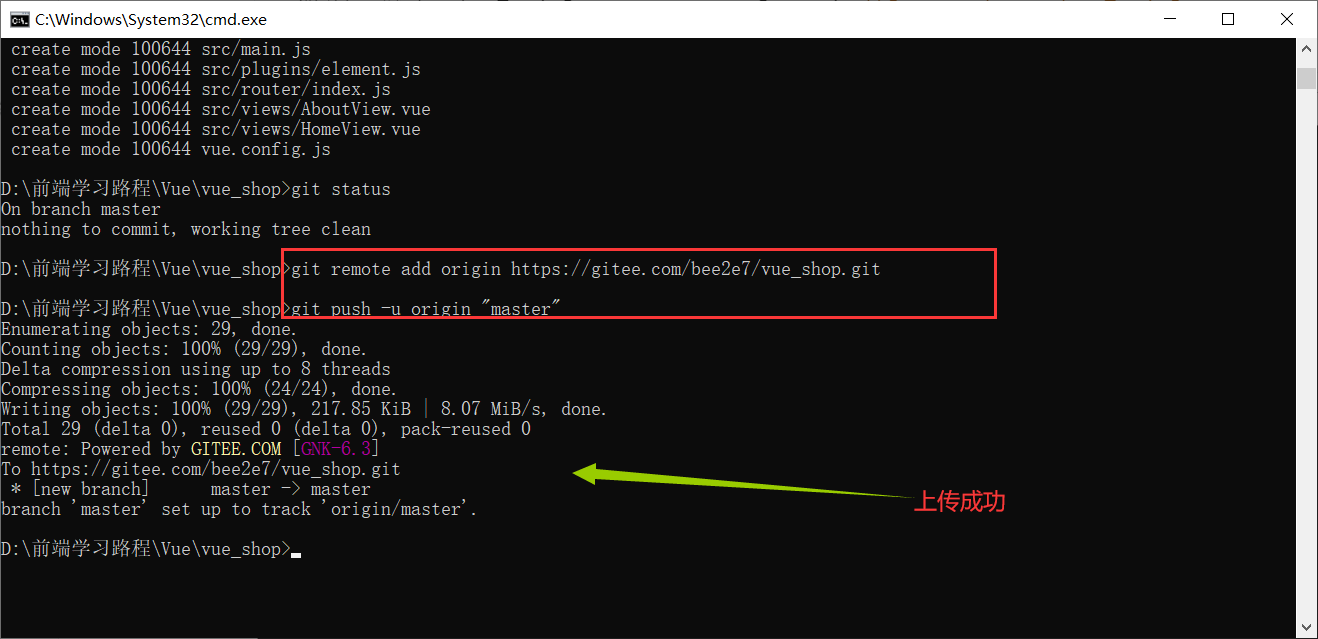 C:\Windows\System32\cmd.exe
create mode 100644 src/main.js
create mode 100644 src/plugins/element.js
create mode 100644 src/router/index.js
create mode 100644 src/views/AboutView.vue
create mode 100644 src/views/HomeView.vue
create mode 100644 vue.config.js
D:\前端学习路程\Vue\vue_shop>git status
On branch master
nothing to commit, working tree clean
D:\前端学习路程\Vue\vue_shop>git remote add origin https://gitee.com/bee2e7/vue_shop.git
D:\前端学习路程\Vue\vue_shop>git push -u origin "master"
Enumerating objects: 29, done.
Counting objects: 100% (29/29), done.
Delta compression using up to 8 threads
Compressing objects: 100% (24/24), done.
Writing objects: 100% (29/29), 217.85 KiB | 8.07 MiB/s, done.
Total 29 (delta 0), reused 0 (delta 0), pack-reused 0
remote: Powered by GITEE.COM [GNK-6.3]
To https://gitee.com/bee2e7/vue_shop.git
* [new branch]      master -> master
branch 'master' set up to track 'origin/master'.
上传成功
D:\前端学习路程\Vue\vue_shop>